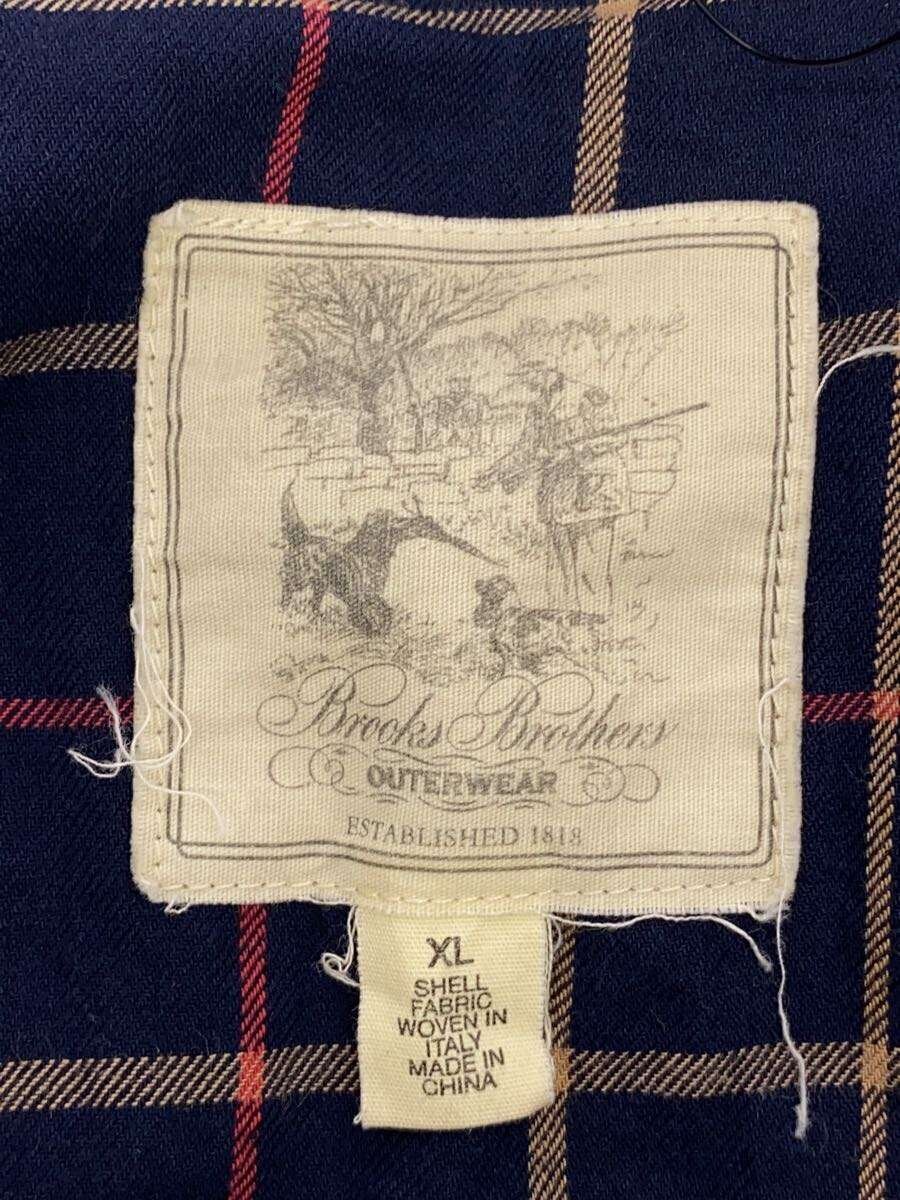 Brooks Brothers
OUTERWEAR
ESTABLISHED 1818
XL
SHELL
FABRIC
WOVEN IN
ITALY
MADE IN
CHINA